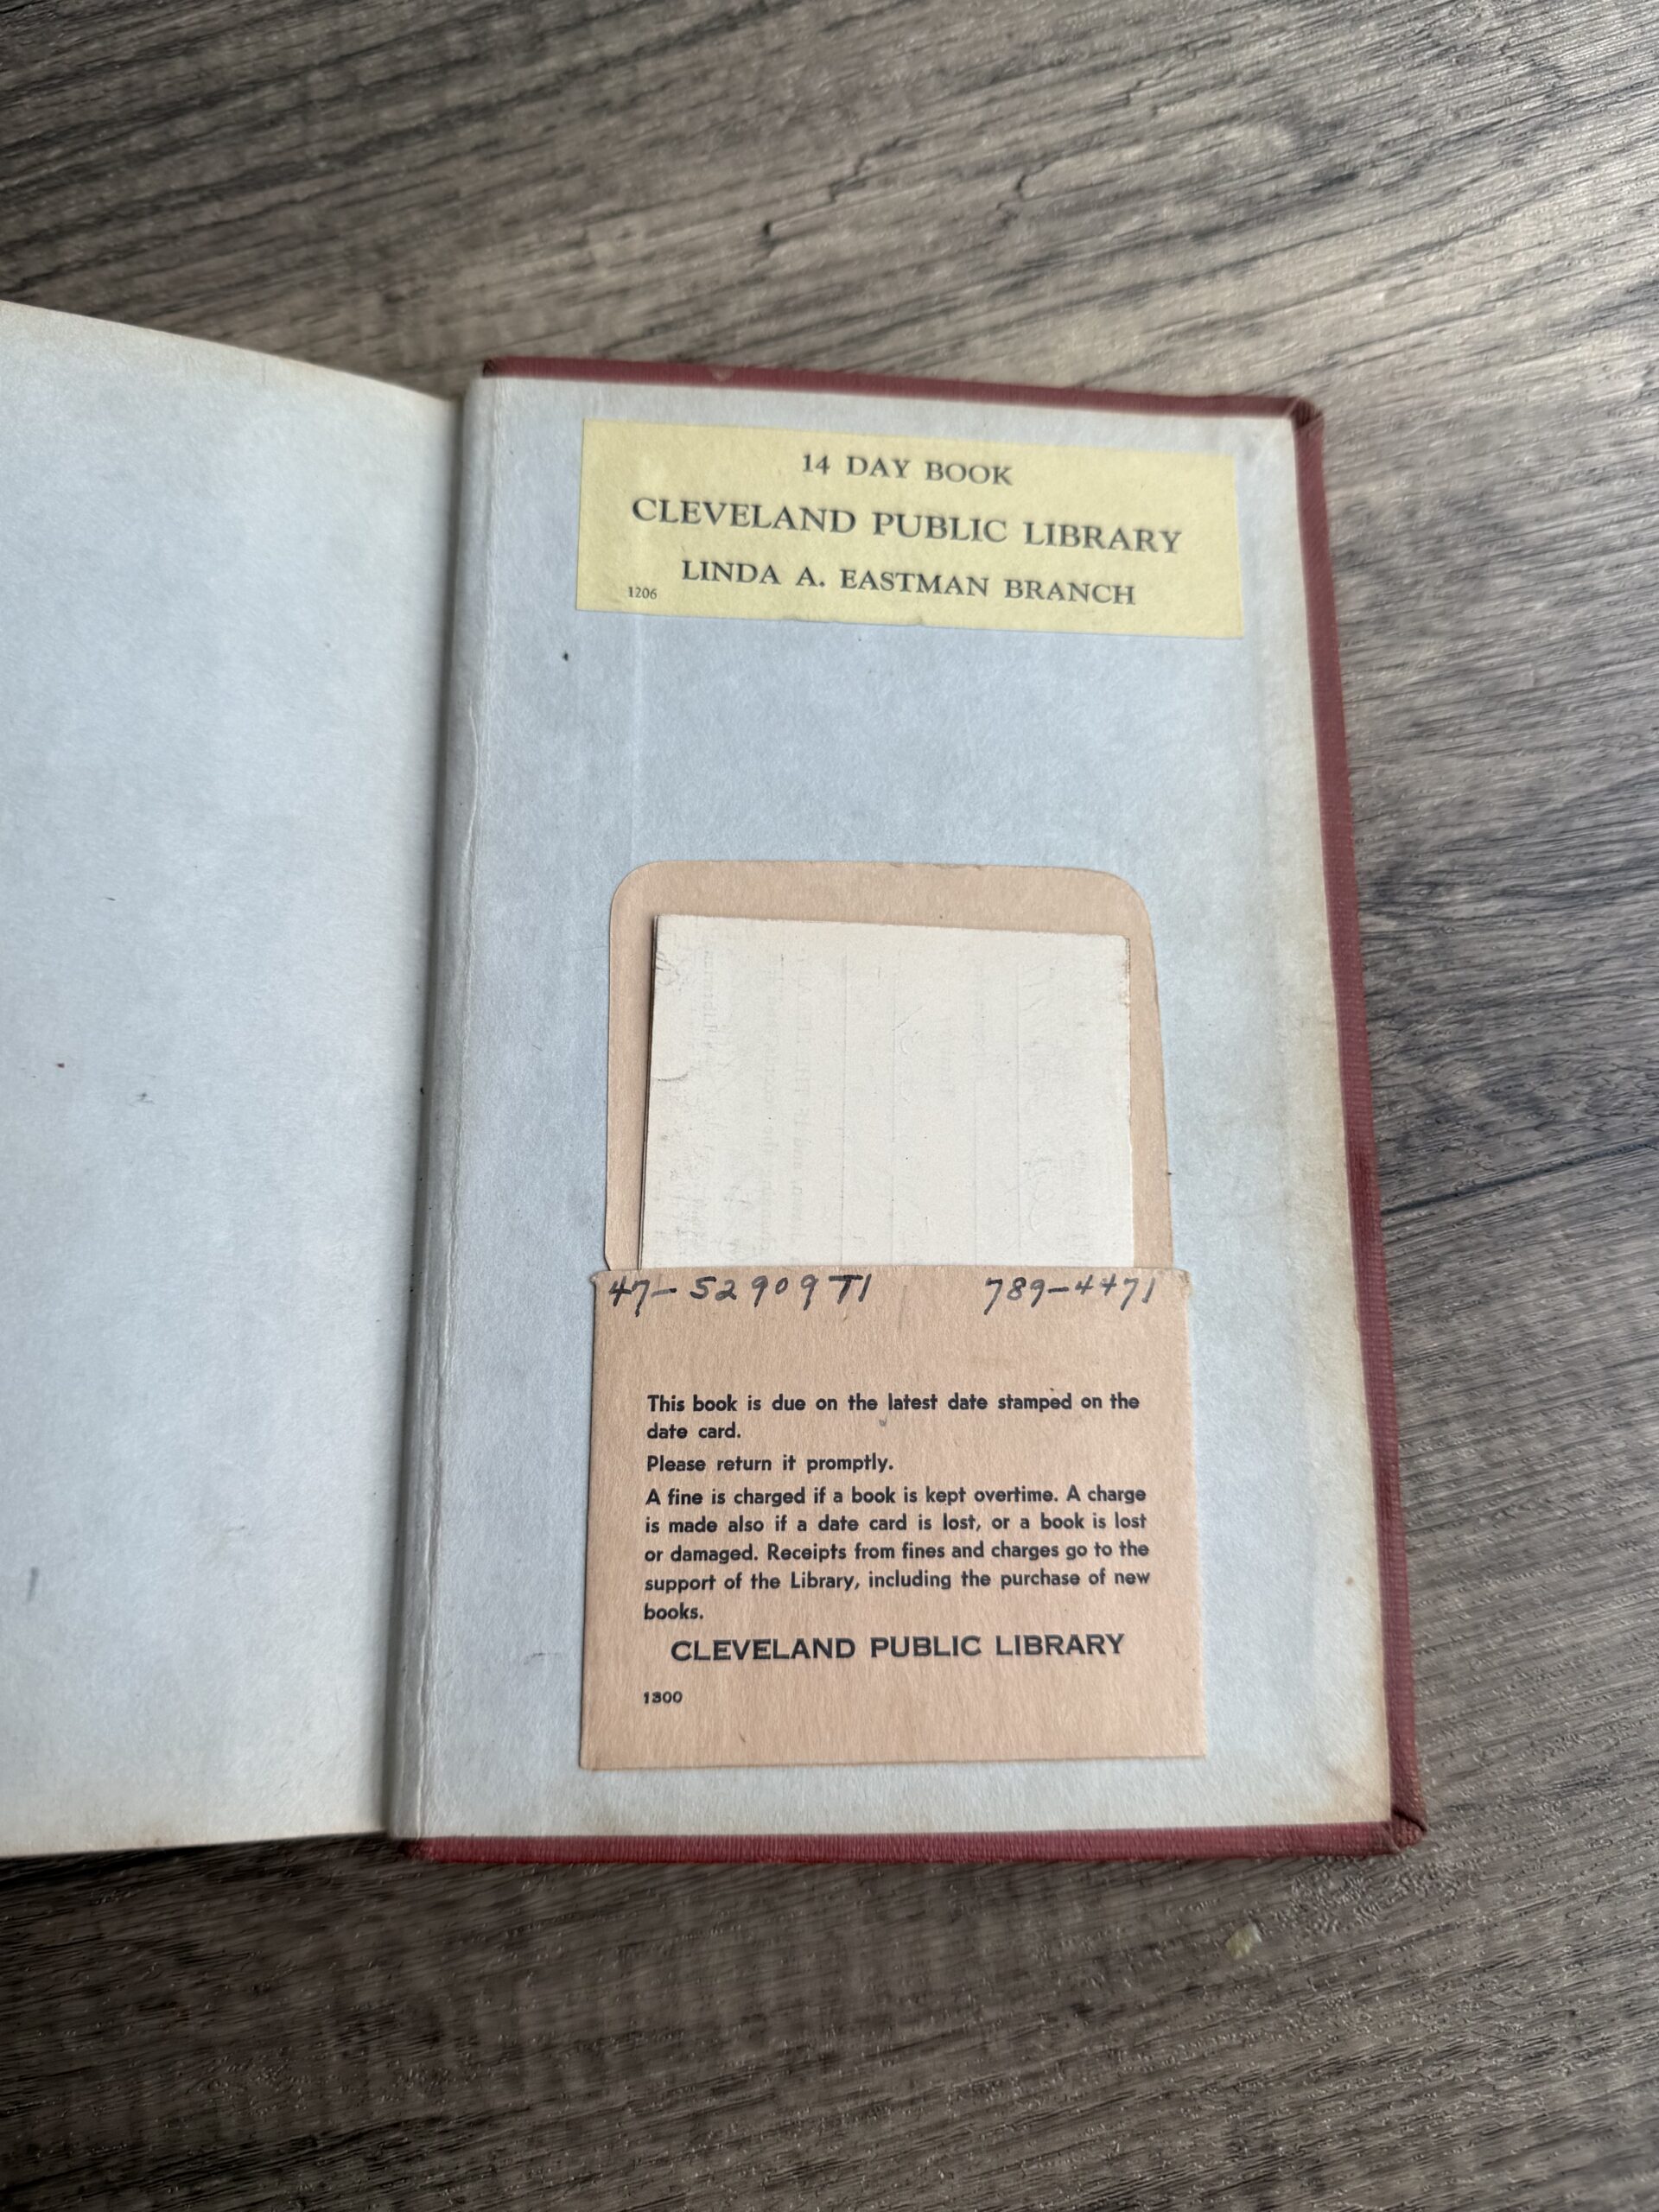 14 DAY BOOK
CLEVELAND PUBLIC LIBRARY
LINDA A. EASTMAN BRANCH
1206
47-52909T1 789-4471
This book is due on the latest date stamped on the
date card.
Please return it promptly.
A fine is charged if a book is kept overtime. A charge
is made also if a date card is lost, or a book is lost
or damaged. Receipts from fines and charges go to the
support of the Library, including the purchase of new
books.
CLEVELAND PUBLIC LIBRARY
1300